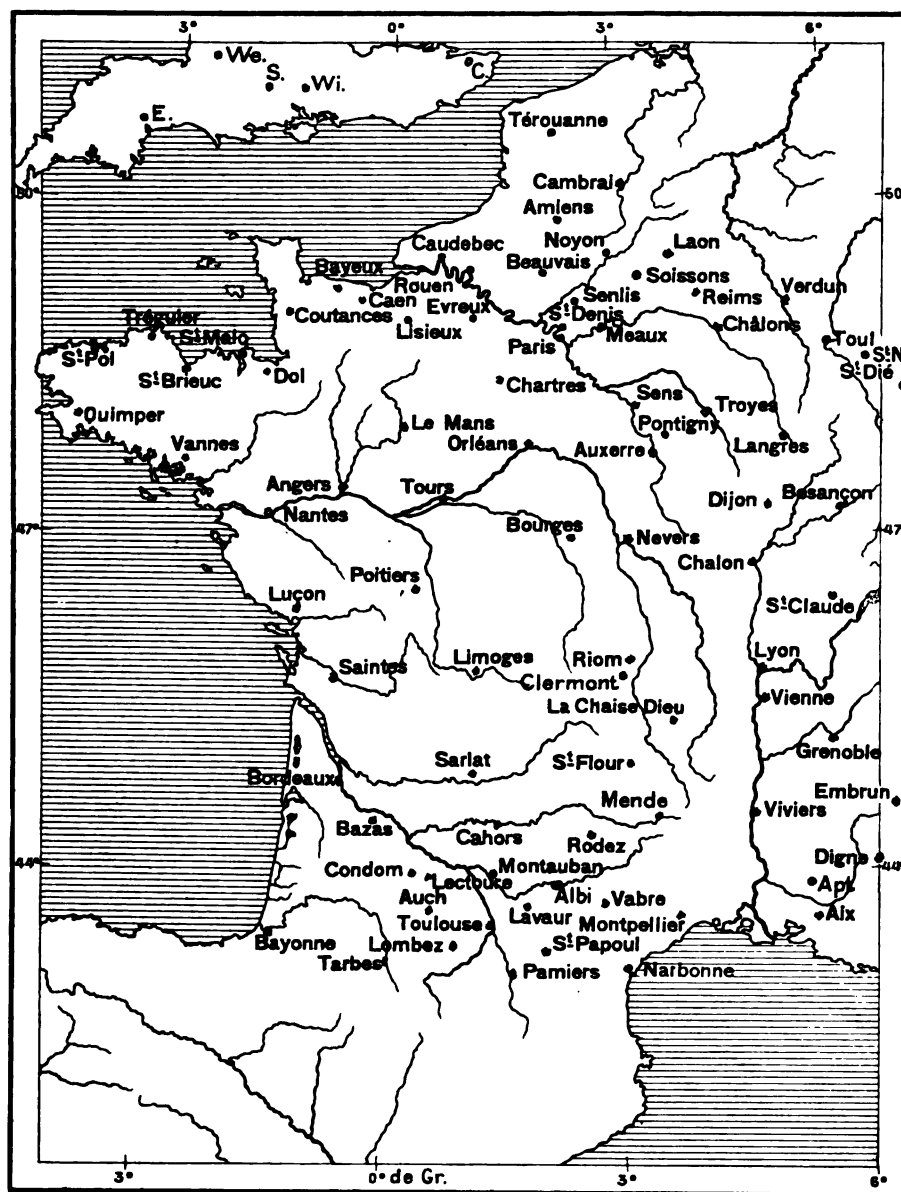 3° 0° 3° 6°
We.
S.
Wi.
C.
E.
Térouanne
50° 50°
Cambrai
Amiens
Caudebec
Noyon
Laon
Beauvais
Bayeux
Soissons
Rouen
Caen
Evreux
Senlis
Reims
Verdun
Coutances
Lisieux
St Denis
Meaux
Châlons
Tréguier
St Malo
Paris
Toul
St Pol
St N
St Dié
St Brieuc
Dol
Chartres
Sens
Troyes
Quimper
Le Mans
Pontigny
Orléans
Langres
Vannes
Auxerre
Angers
Tours
Dijon
Besançon
Nantes
Bourges
Nevers
47° 47°
Chalon
Poitiers
Luçon
St Claude
Limoges
Riom
Lyon
Saintes
Clermont
Vienne
La Chaise Dieu
Grenoble
Sarlat
St Flour
Bordeaux
Mende
Embrun
Viviers
Bazas
Cahors
Rodez
44° 44°
Digne
Condom
Lectoure
Montauban
Apt
Auch
Albi
Vabre
Aix
Toulouse
Lavaur
Montpellier
Bayonne
Lombez
St Papoul
Tarbes
Pamiers
Narbonne
3° 0° de Gr. 3° 6°